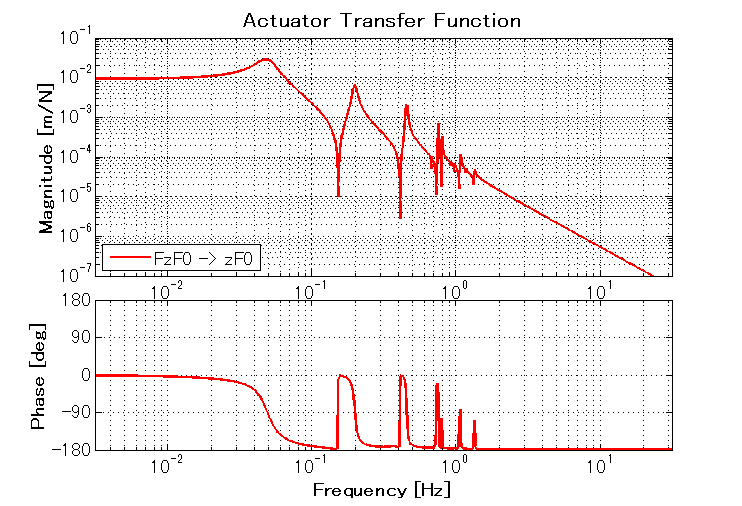 Actuator Transfer Function
Magnitude [m/N]
10^-1
10^-2
10^-3
10^-4
10^-5
10^-6
10^-7
FzF0 -> zF0
10^-2 10^-1 10^0 10^1
Phase [deg]
180
90
0
-90
-180
10^-2 10^-1 10^0 10^1
Frequency [Hz]